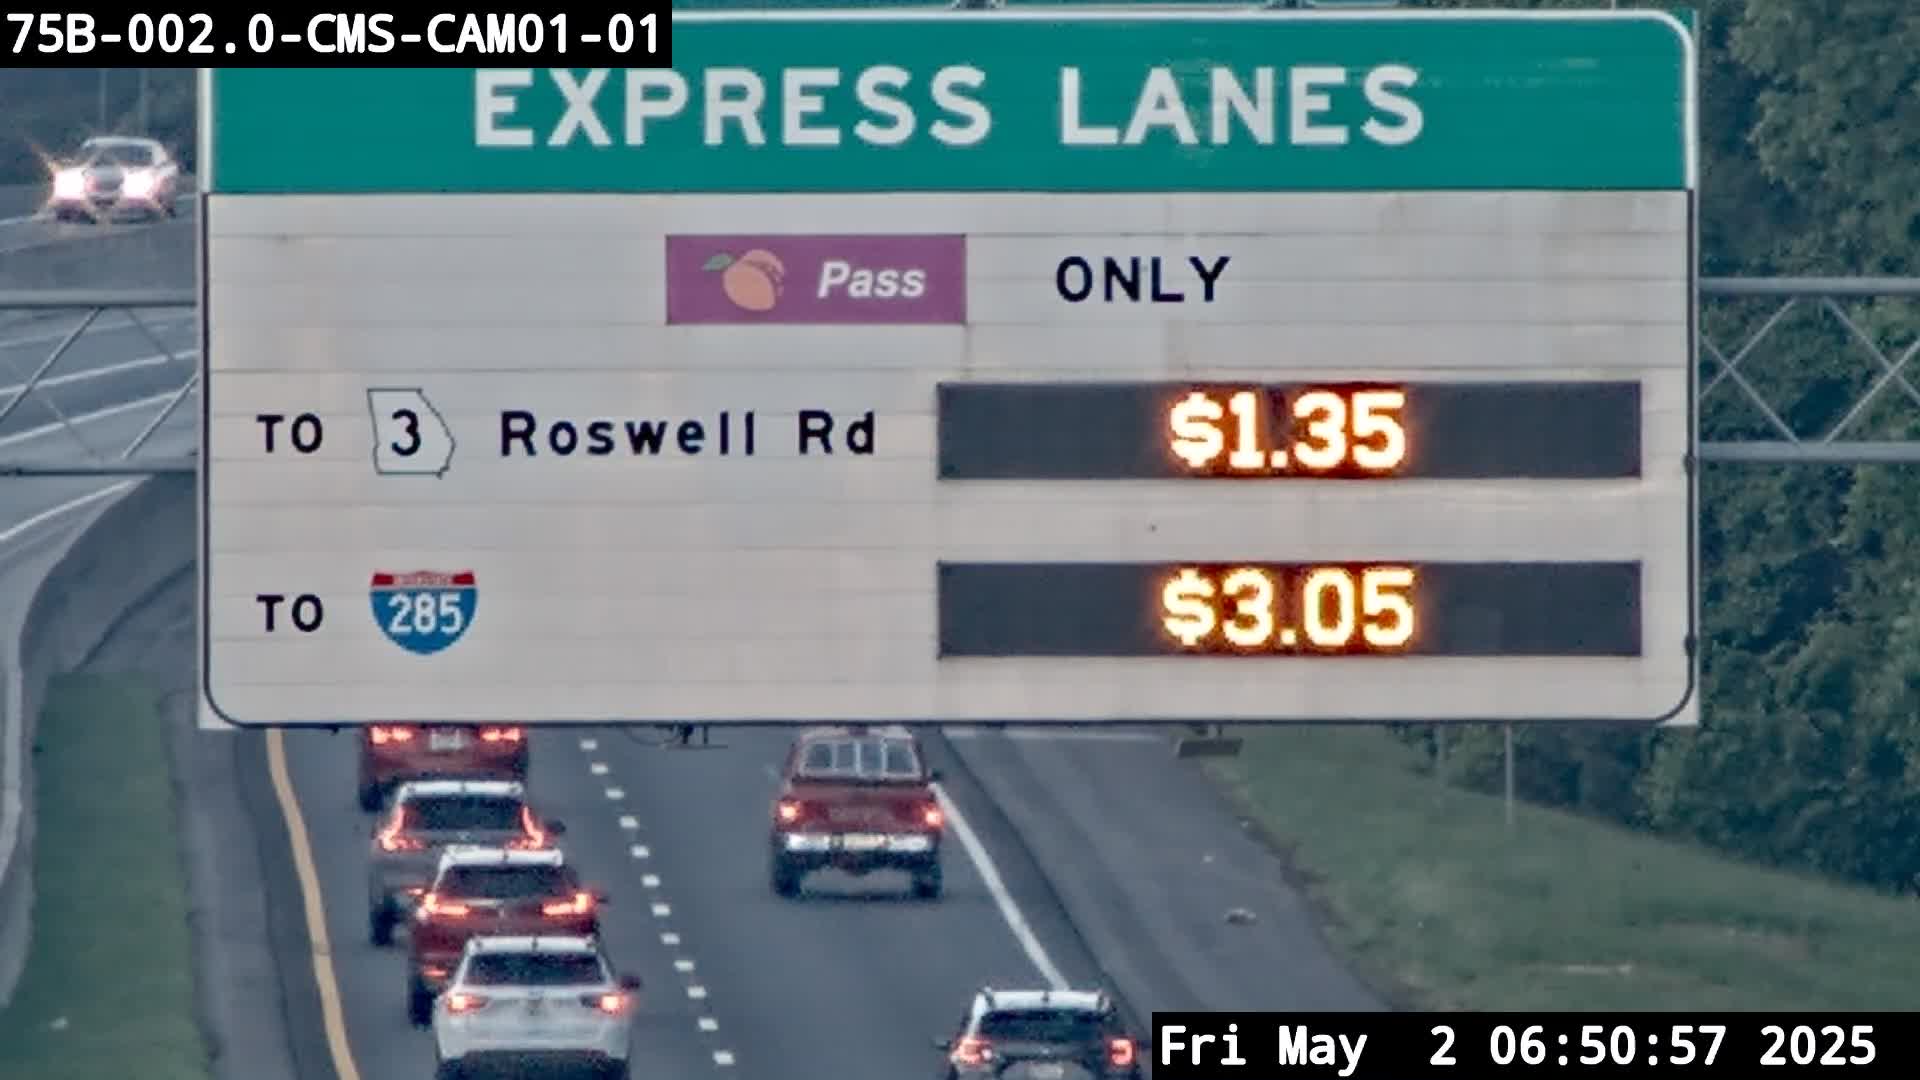 75B-002.0-CMS-CAM01-01
EXPRESS LANES
Pass ONLY
TO 3 Roswell Rd $1.35
TO 285 $3.05
Fri May  2 06:50:57 2025